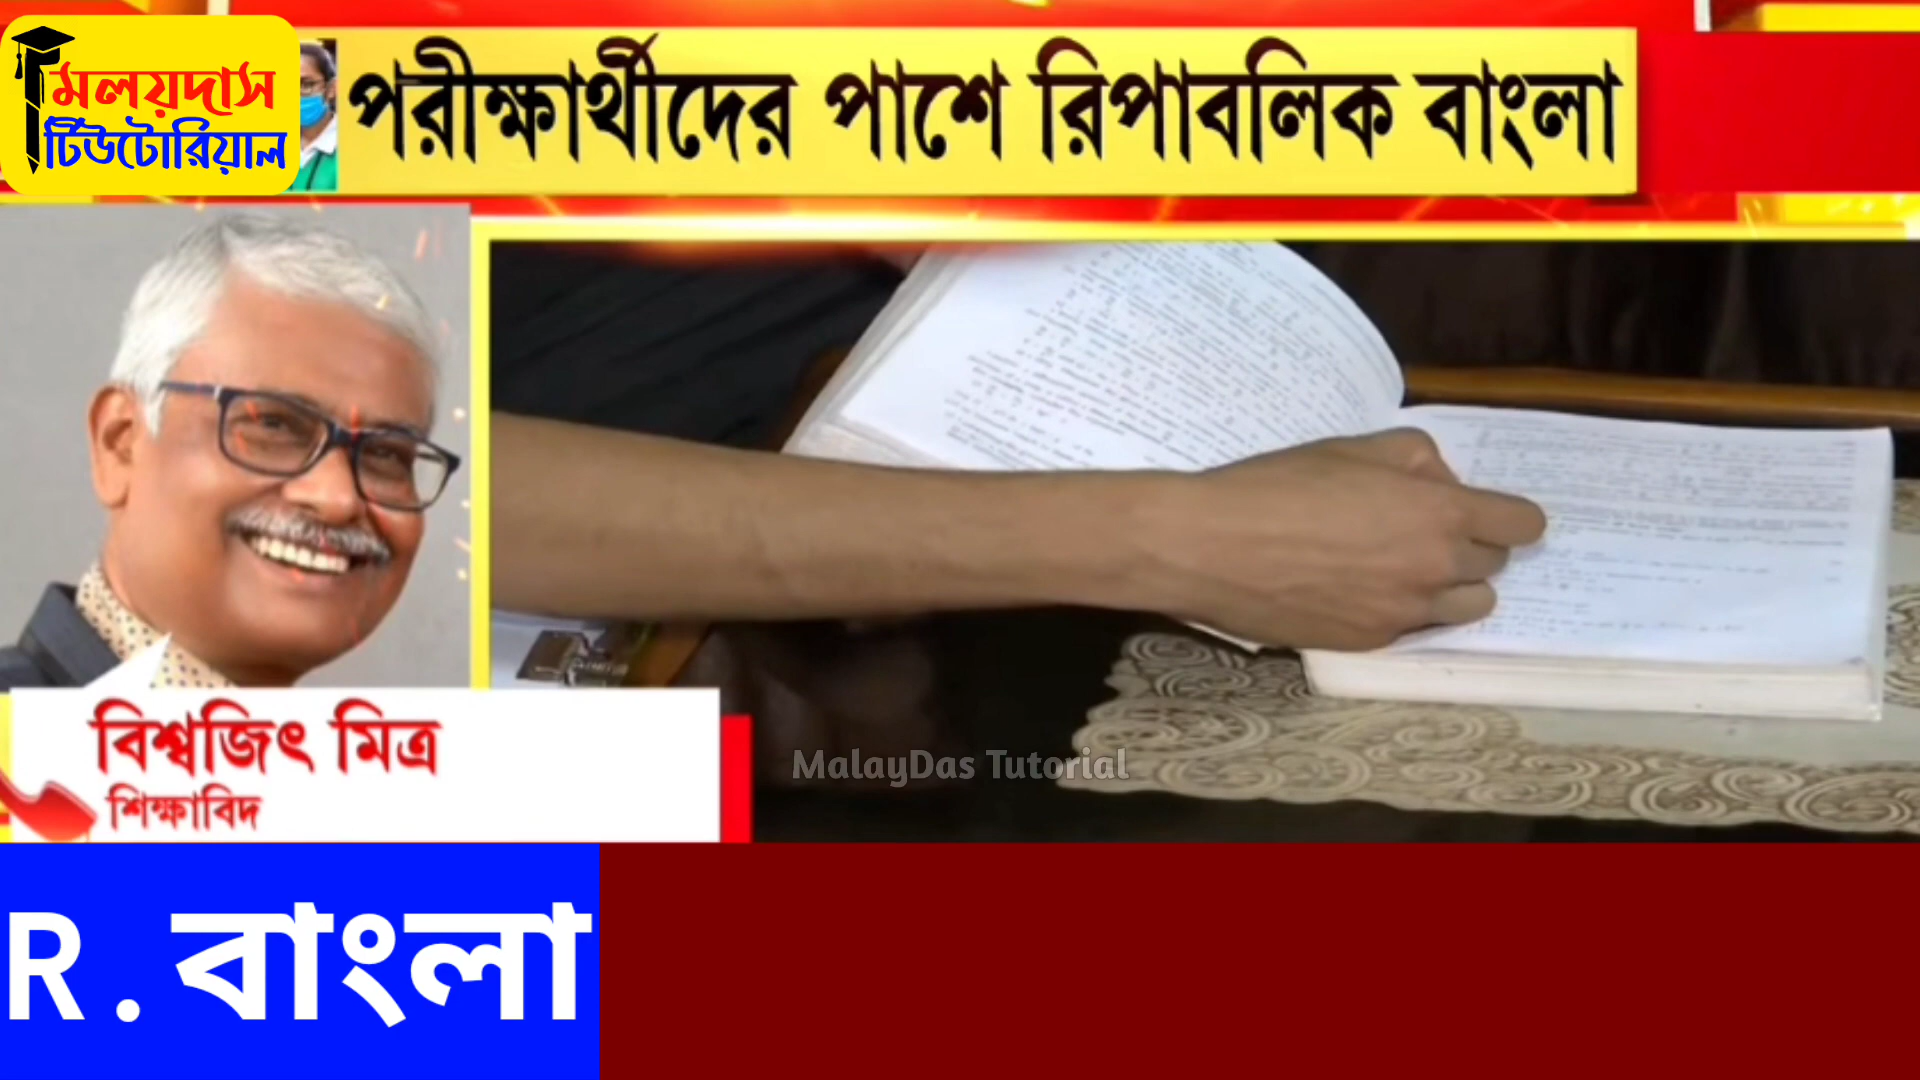 মলয়দাস
টিউটোরিয়াল
পরীক্ষার্থীদের পাশে রিপাবলিক বাংলা
বিশ্বজিৎ মিত্র
শিক্ষাবিদ
MalayDas Tutorial
R.বাংলা